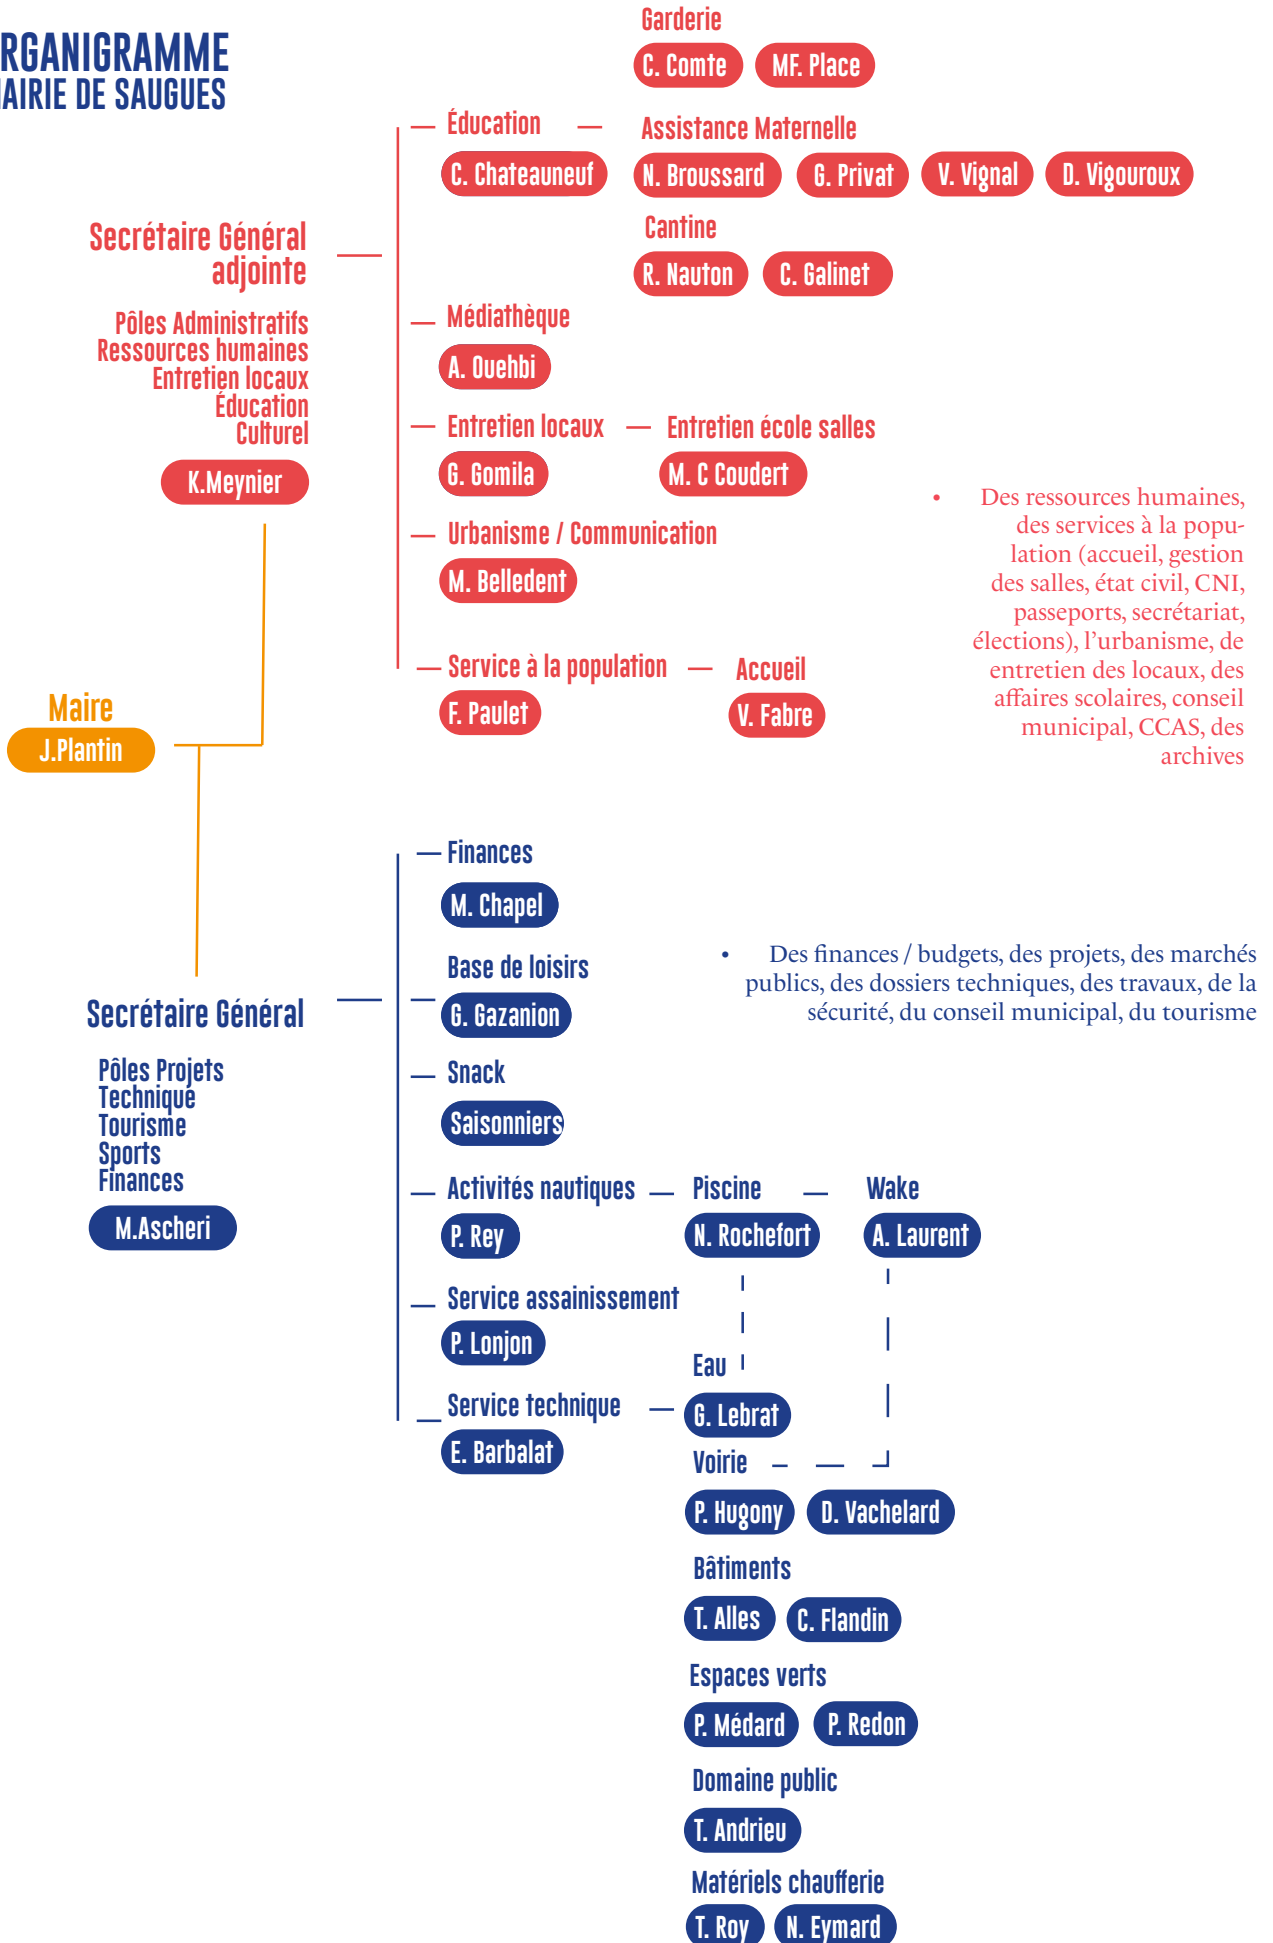 RGANIGRAMME
AIRIE DE SAUGUES
Garderie
C. Comte
MF. Place
Éducation
C. Chateauneuf
Assistance Maternelle
N. Broussard
G. Privat
V. Vignal
D. Vigouroux
Cantine
R. Nauton
C. Galinet
Secrétaire Général
adjointe
Pôles Administratifs
Ressources humaines
Entretien locaux
Éducation
Culturel
K.Meynier
Médiathèque
A. Ouehbi
Entretien locaux
G. Gomila
Entretien école salles
M. C Coudert
Urbanisme / Communication
M. Belledent
Service à la population
F. Paulet
Accueil
V. Fabre
• Des ressources humaines,
des services à la popu-
lation (accueil, gestion
des salles, état civil, CNI,
passeports, secrétariat,
élections), l'urbanisme, de
entretien des locaux, des
affaires scolaires, conseil
municipal, CCAS, des
archives
Maire
J.Plantin
Secrétaire Général
Pôles Projets
Technique
Tourisme
Sports
Finances
M.Ascheri
Finances
M. Chapel
Base de loisirs
G. Gazanion
• Des finances / budgets, des projets, des marchés
publics, des dossiers techniques, des travaux, de la
sécurité, du conseil municipal, du tourisme
Snack
Saisonniers
Activités nautiques
P. Rey
Piscine
N. Rochefort
Wake
A. Laurent
Service assainissement
P. Lonjon
Service technique
E. Barbalat
Eau
G. Lebrat
Voirie
P. Hugony
D. Vachelard
Bâtiments
T. Alles
C. Flandin
Espaces verts
P. Médard
P. Redon
Domaine public
T. Andrieu
Matériels chaufferie
T. Roy
N. Eymard